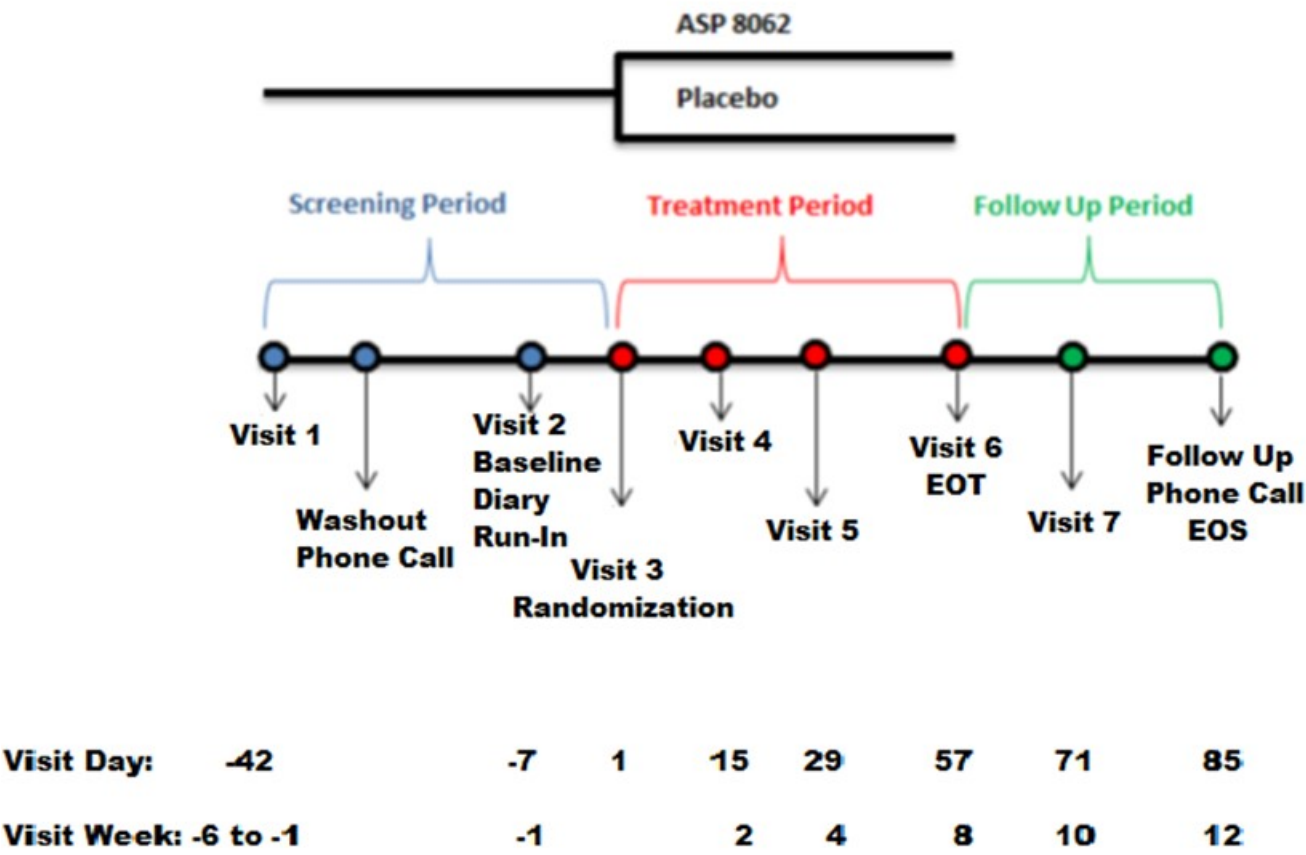 ASP 8062
Placebo
Screening Period
Treatment Period
Follow Up Period
Visit 1
Washout
Phone Call
Visit 2
Baseline
Diary
Run-In
Visit 3
Randomization
Visit 4
Visit 5
Visit 6
EOT
Visit 7
Follow Up
Phone Call
EOS
Visit Day: -42 -7 1 15 29 57 71 85
Visit Week: -6 to -1 -1 2 4 8 10 12